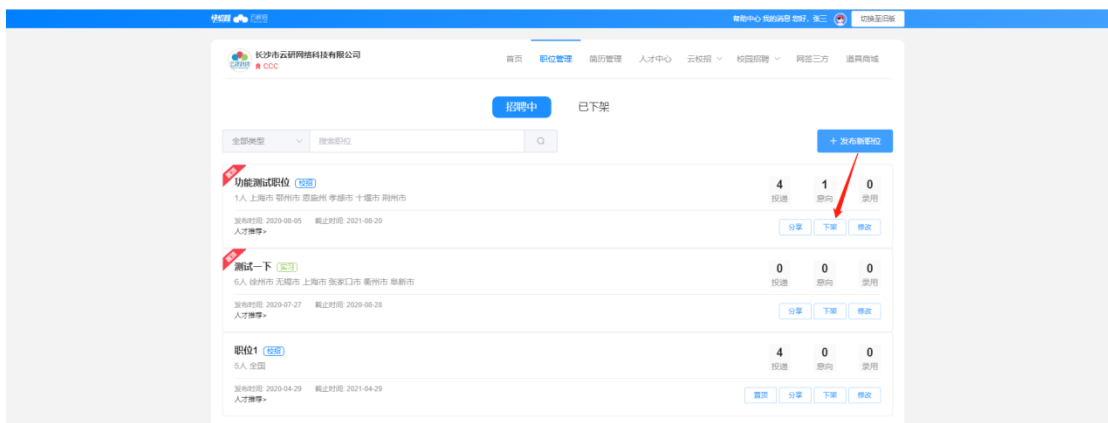 快招聘 云校招 帮助中心 我的消息 您好，张三 切换至旧版
长沙市云研网络科技有限公司
CCC
首页 职位管理 简历管理 人才中心 云校招 校园招聘 网签三方 道具商城
招聘中 已下架
全部类型 搜索职位 + 发布新职位
置顶
功能测试职位 校招 4 1 0
1人 上海市 鄂州市 恩施州 孝感市 十堰市 荆州市 投递 意向 录用
发布时间: 2020-08-05 截止时间: 2021-08-20 分享 下架 修改
人才推荐>
置顶
测试一下 实习 0 0 0
6人 徐州市 无锡市 上海市 张家口市 衢州市 阜新市 投递 意向 录用
发布时间: 2020-07-27 截止时间: 2020-08-28 分享 下架 修改
人才推荐>
职位1 校招 4 0 0
5人 全国 投递 意向 录用
发布时间: 2020-04-29 截止时间: 2021-04-29 置顶 分享 下架 修改
人才推荐>